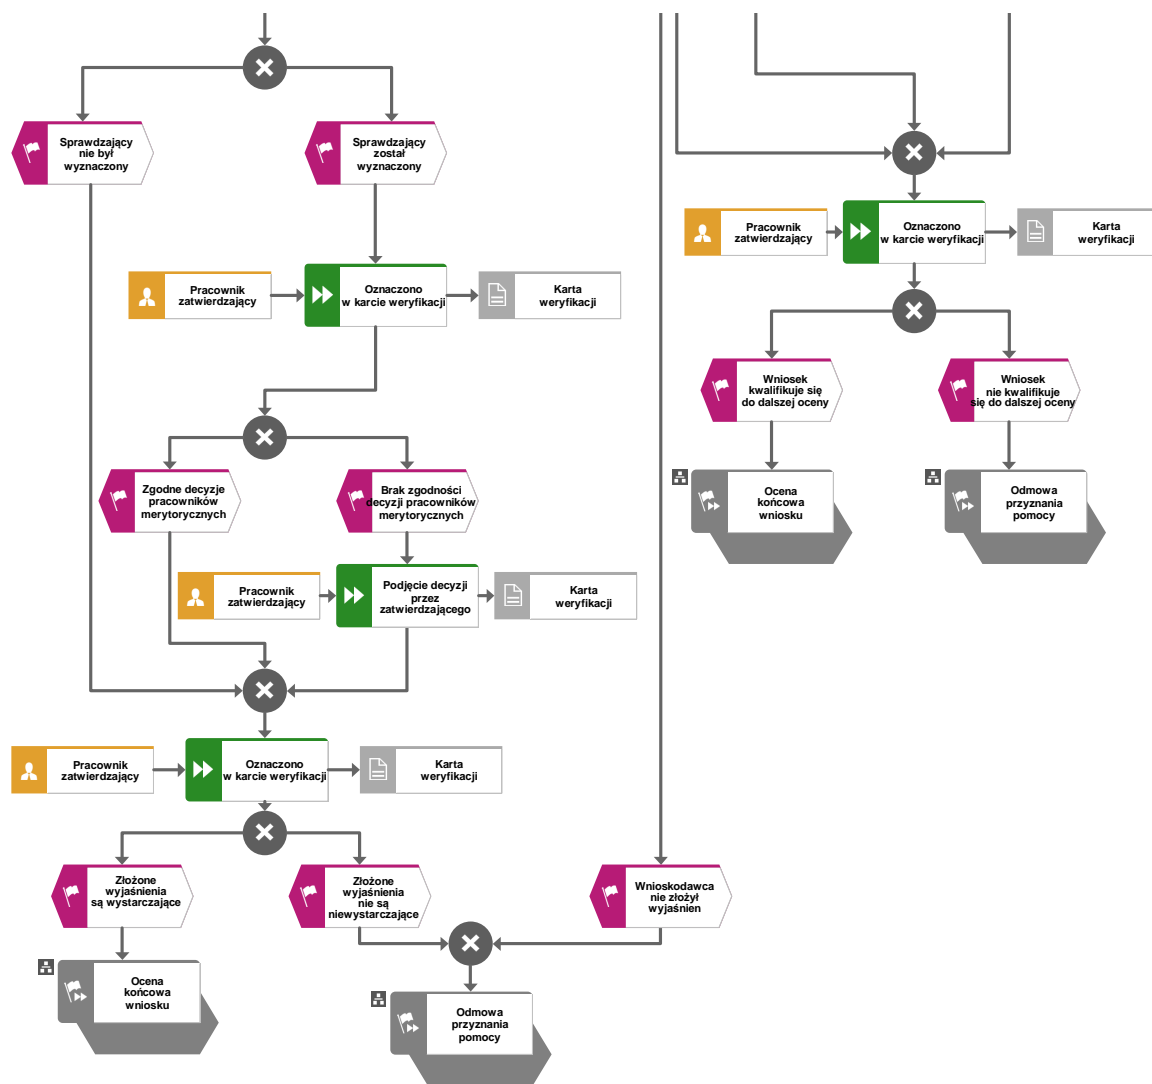 Sprawdzający
nie był
wyznaczony
Sprawdzający
został
wyznaczony
Pracownik
zatwierdzający
Oznaczono
w karcie weryfikacji
Karta
weryfikacji
Pracownik
zatwierdzający
Oznaczono
w karcie weryfikacji
Karta
weryfikacji
Wniosek
kwalifikuje się
do dalszej oceny
Wniosek
nie kwalifikuje
się do dalszej oceny
Zgodne decyzje
pracowników
merytorycznych
Brak zgodności
decyzji pracowników
merytorycznych
Ocena
końcowa
wniosku
Odmowa
przyznania
pomocy
Pracownik
zatwierdzający
Podjęcie decyzji
przez
zatwierdzającego
Karta
weryfikacji
Pracownik
zatwierdzający
Oznaczono
w karcie weryfikacji
Karta
weryfikacji
Złożone
wyjaśnienia
są wystarczające
Złożone
wyjaśnienia
nie są
niewystarczające
Wnioskodawca
nie złożył
wyjaśnien
Ocena
końcowa
wniosku
Odmowa
przyznania
pomocy